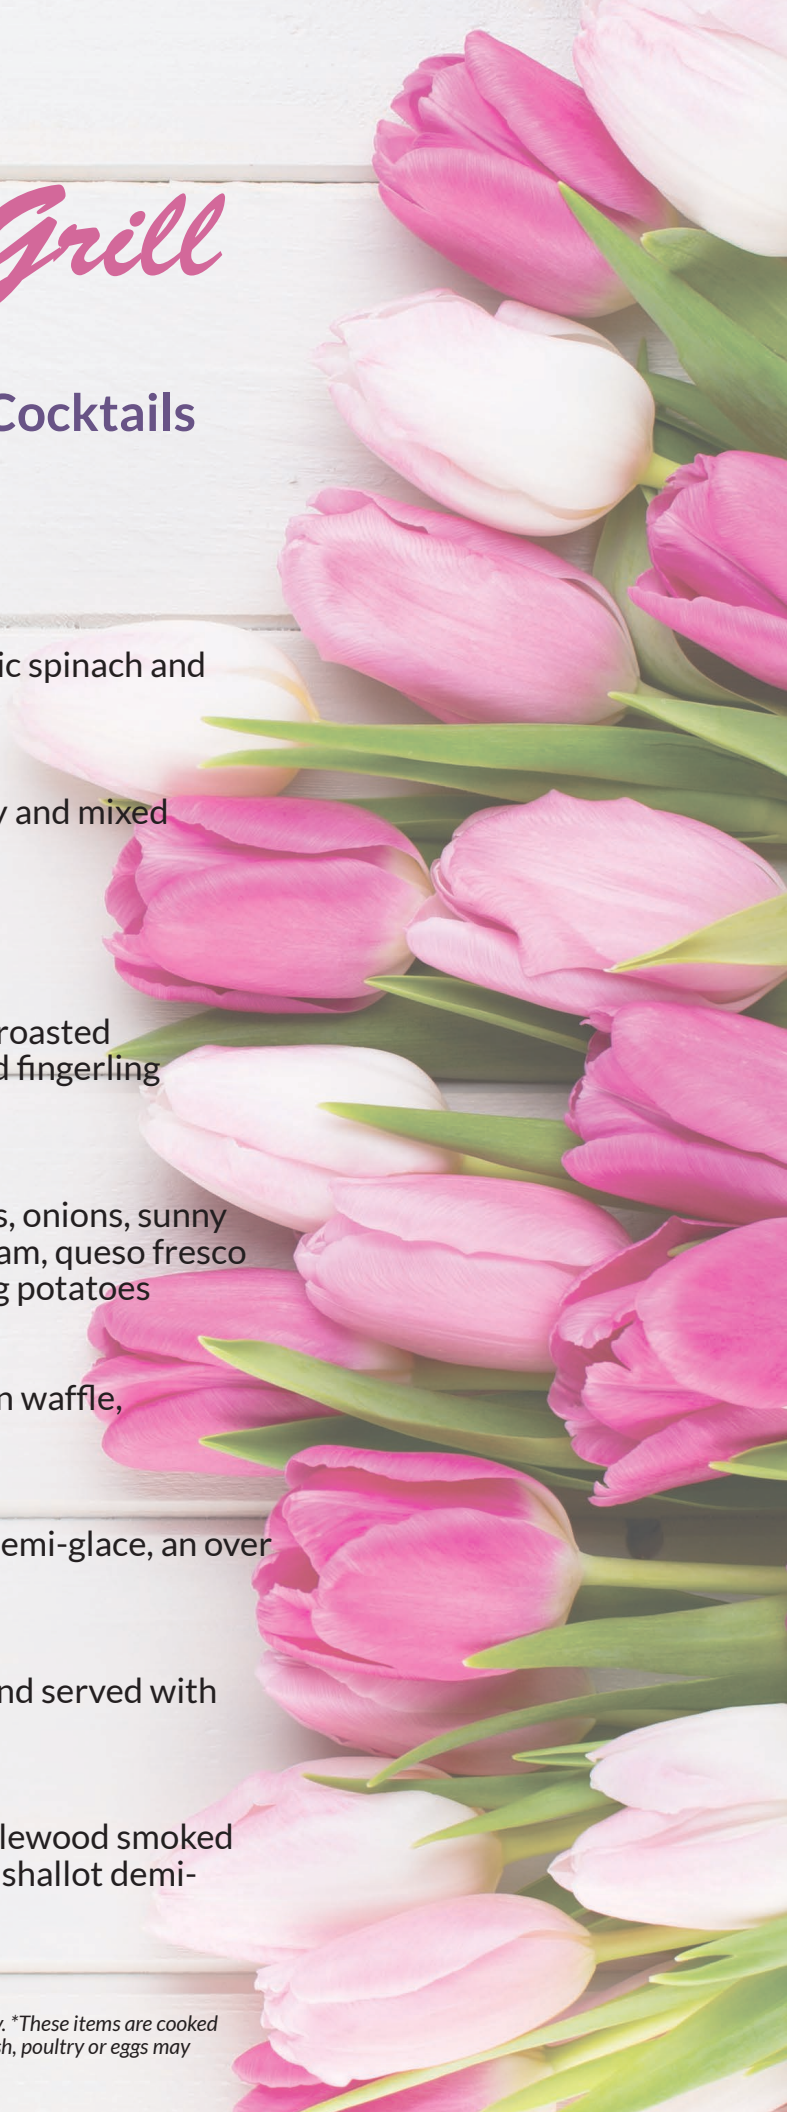 Grill
Cocktails
ic spinach and
y and mixed
roasted
d fingerling
s, onions, sunny
am, queso fresco
g potatoes
n waffle,
emi-glace, an over
nd served with
lewood smoked
shallot demi-
y. *These items are cooked
sh, poultry or eggs may